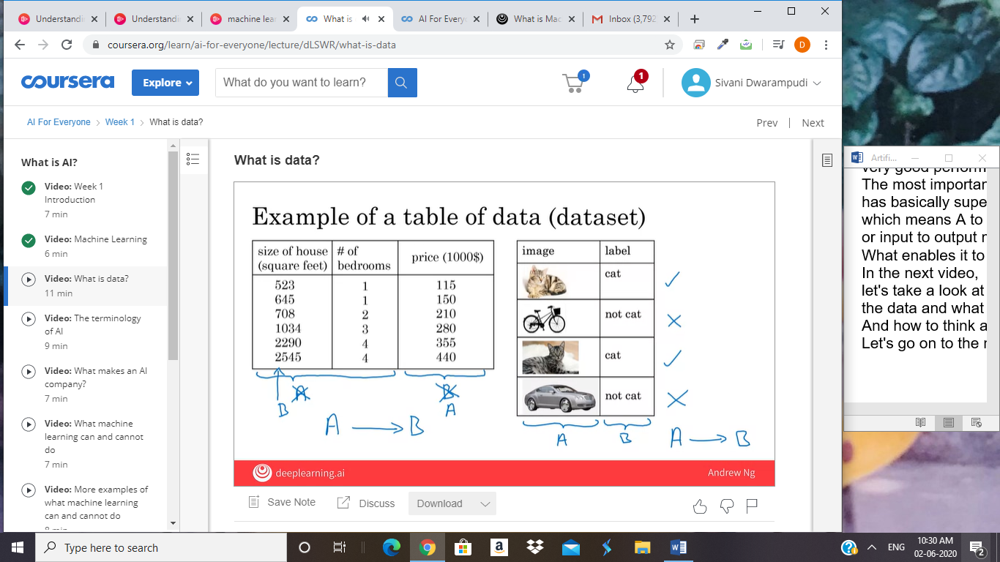 Understandi
Understandi
machine lea
What is
AI For Every
What is Mac
Inbox (3,792
coursera.org/learn/ai-for-everyone/lecture/dLSWR/what-is-data
D
coursera
Explore
What do you want to learn?
1
1
Sivani Dwarampudi
AI For Everyone > Week 1 > What is data?
Prev | Next
What is AI?
Video: Week 1
Introduction
7 min
Video: Machine Learning
6 min
Video: What is data?
11 min
Video: The terminology
of AI
9 min
Video: What makes an AI
company?
7 min
Video: What machine
learning can and cannot
do
7 min
Video: More examples of
what machine learning
can and cannot do
8 min
What is data?
Example of a table of data (dataset)
size of house (square feet) # of bedrooms price (1000$)
523 1 115
645 1 150
708 2 210
1034 3 280
2290 4 355
2545 4 440
A B
B A
A → B
image label
cat ✓
not cat ✗
cat ✓
not cat ✗
A B A → B
deeplearning.ai
Andrew Ng
Save Note
Discuss
Download
Artifi...
very good perform
The most importan
has basically supe
which means A to
or input to output
What enables it to
In the next video,
let's take a look at
the data and what
And how to think a
Let's go on to the
Type here to search
a
ENG
10:30 AM
02-06-2020
2